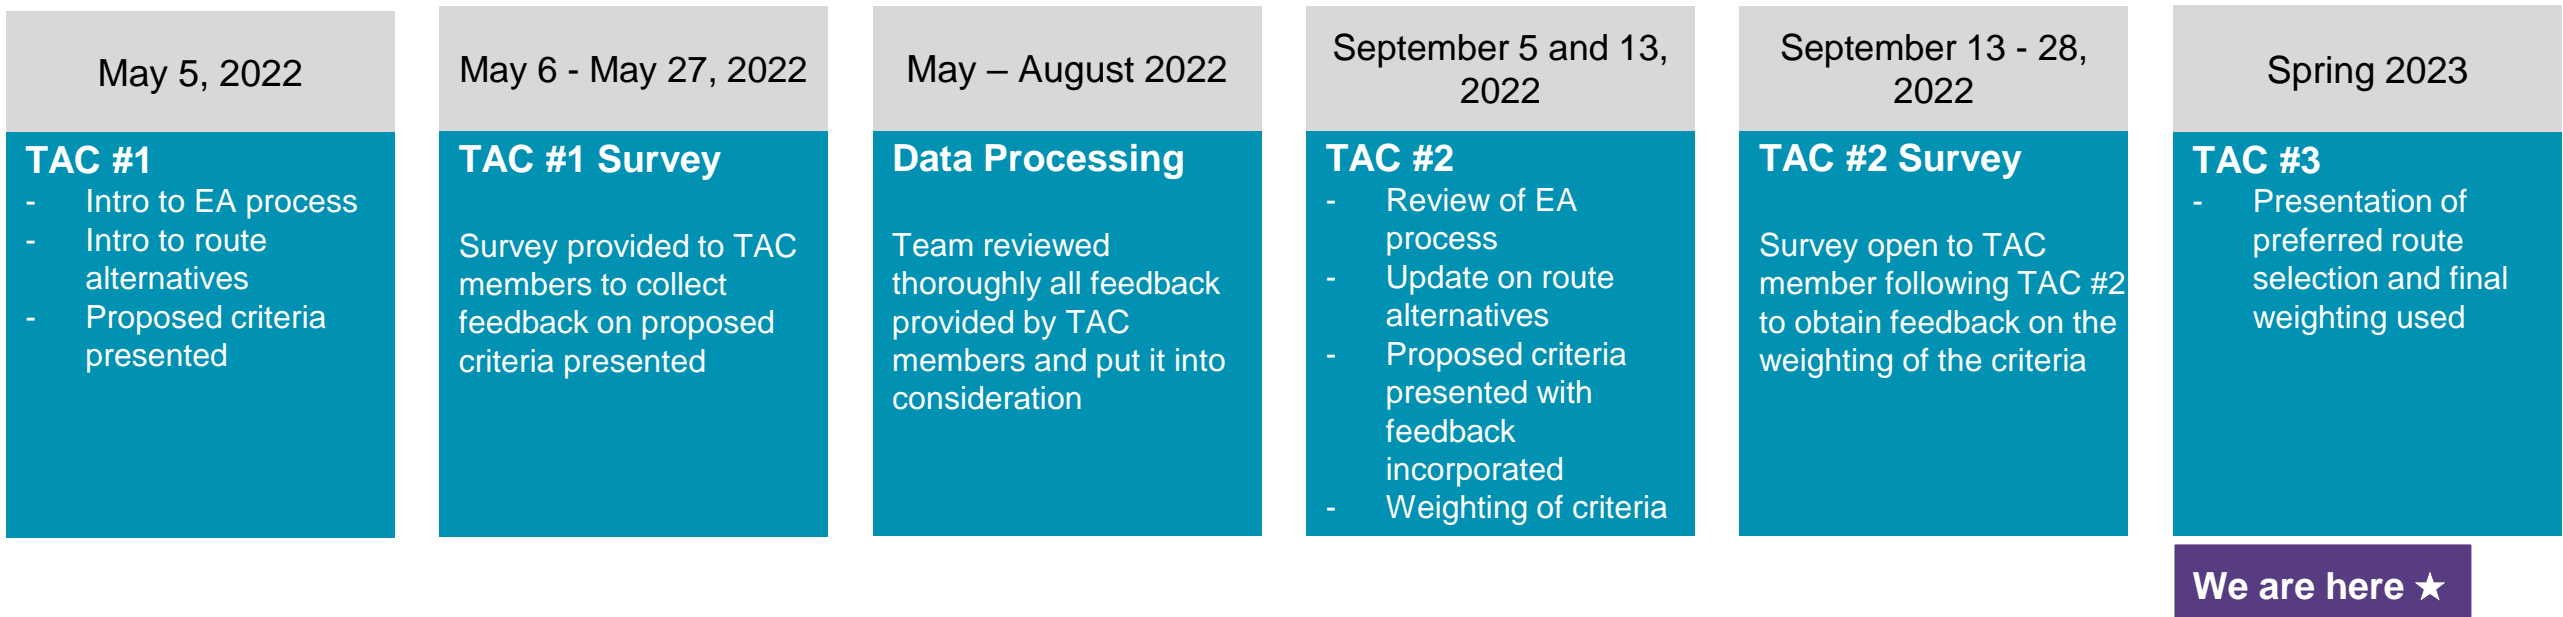 May 5, 2022
TAC #1
- Intro to EA process
- Intro to route
alternatives
- Proposed criteria
presented
May 6 - May 27, 2022
TAC #1 Survey
Survey provided to TAC
members to collect
feedback on proposed
criteria presented
May – August 2022
Data Processing
Team reviewed
thoroughly all feedback
provided by TAC
members and put it into
consideration
September 5 and 13,
2022
TAC #2
- Review of EA
process
- Update on route
alternatives
- Proposed criteria
presented with
feedback
incorporated
- Weighting of criteria
September 13 - 28,
2022
TAC #2 Survey
Survey open to TAC
member following TAC #2
to obtain feedback on the
weighting of the criteria
Spring 2023
TAC #3
- Presentation of
preferred route
selection and final
weighting used
We are here ★